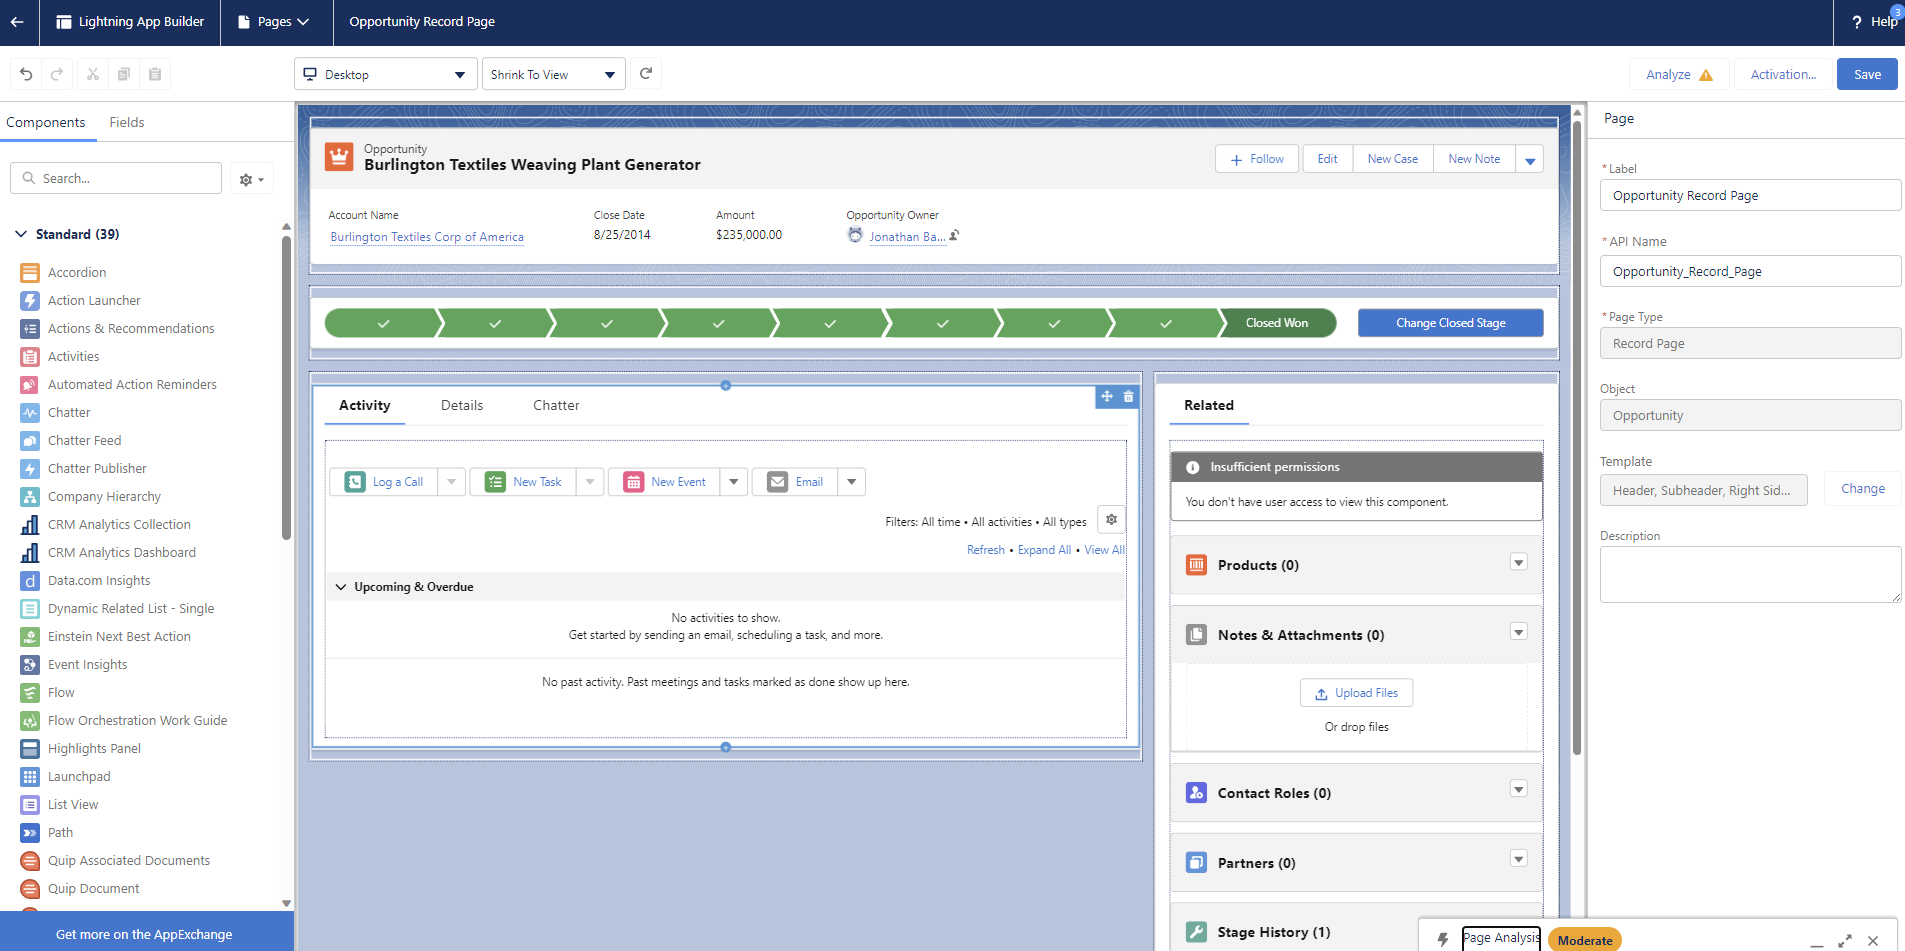 Lightning App Builder
Pages
Opportunity Record Page
? Help
3
Desktop
Shrink To View
Analyze
Activation...
Save
Components
Fields
Search...
Standard (39)
Accordion
Action Launcher
Actions & Recommendations
Activities
Automated Action Reminders
Chatter
Chatter Feed
Chatter Publisher
Company Hierarchy
CRM Analytics Collection
CRM Analytics Dashboard
Data.com Insights
Dynamic Related List - Single
Einstein Next Best Action
Event Insights
Flow
Flow Orchestration Work Guide
Highlights Panel
Launchpad
List View
Path
Quip Associated Documents
Quip Document
Get more on the AppExchange
Opportunity
Burlington Textiles Weaving Plant Generator
Follow
Edit
New Case
New Note
Account Name
Burlington Textiles Corp of America
Close Date
8/25/2014
Amount
$235,000.00
Opportunity Owner
Jonathan Ba...
Closed Won
Change Closed Stage
Activity
Details
Chatter
Log a Call
New Task
New Event
Email
Filters: All time • All activities • All types
Refresh • Expand All • View All
Upcoming & Overdue
No activities to show.
Get started by sending an email, scheduling a task, and more.
No past activity. Past meetings and tasks marked as done show up here.
Related
Insufficient permissions
You don't have user access to view this component.
Products (0)
Notes & Attachments (0)
Upload Files
Or drop files
Contact Roles (0)
Partners (0)
Stage History (1)
Page Analysis
Moderate
Page
* Label
Opportunity Record Page
* API Name
Opportunity_Record_Page
* Page Type
Record Page
Object
Opportunity
Template
Header, Subheader, Right Sid...
Change
Description